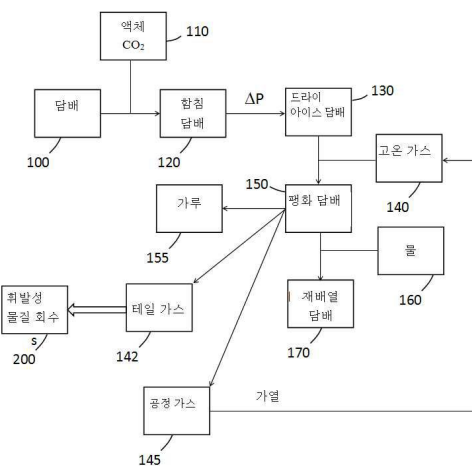 액체
CO₂
110
담배
100
함침
담배
120
ΔP
드라이
아이스 담배
130
고온 가스
140
150
팽화 담배
가루
155
물
160
휘발성
물질 회수
s
200
테일 가스
142
재배열
담배
170
공정 가스
145
가열